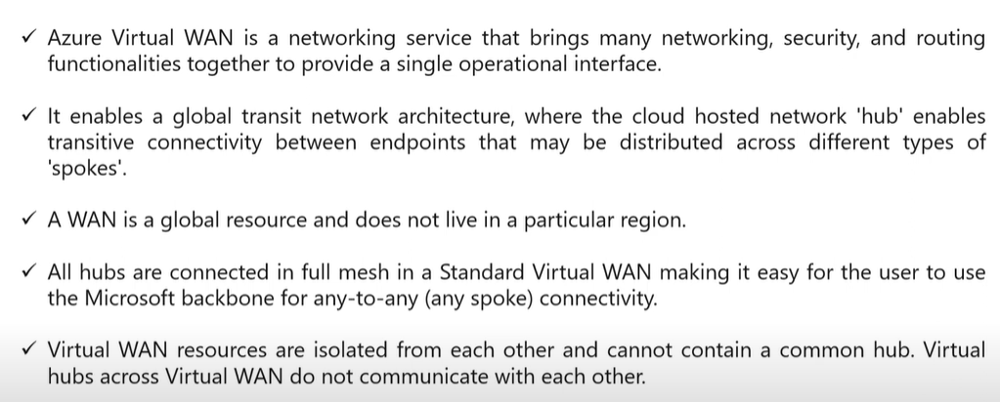 ✓ Azure Virtual WAN is a networking service that brings many networking, security, and routing
functionalities together to provide a single operational interface.
✓ It enables a global transit network architecture, where the cloud hosted network 'hub' enables
transitive connectivity between endpoints that may be distributed across different types of
'spokes'.
✓ A WAN is a global resource and does not live in a particular region.
✓ All hubs are connected in full mesh in a Standard Virtual WAN making it easy for the user to use
the Microsoft backbone for any-to-any (any spoke) connectivity.
✓ Virtual WAN resources are isolated from each other and cannot contain a common hub. Virtual
hubs across Virtual WAN do not communicate with each other.